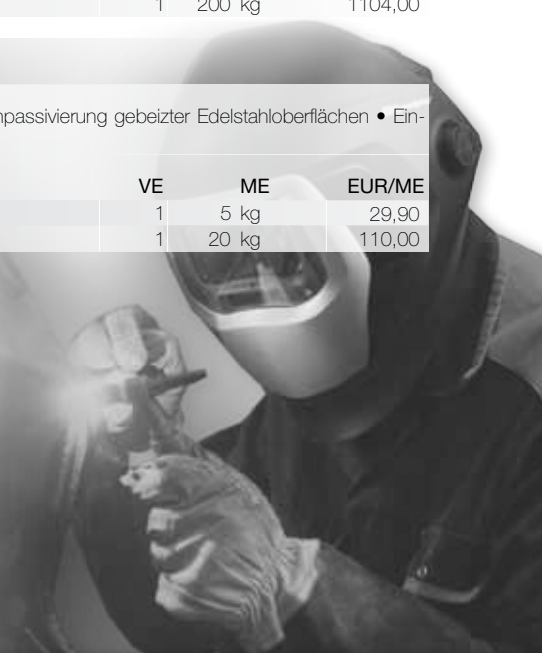 1 200 kg 1104,00
passivierung gebeizter Edelstahloberflächen • Ein-
VE ME EUR/ME
1 5 kg 29,90
1 20 kg 110,00